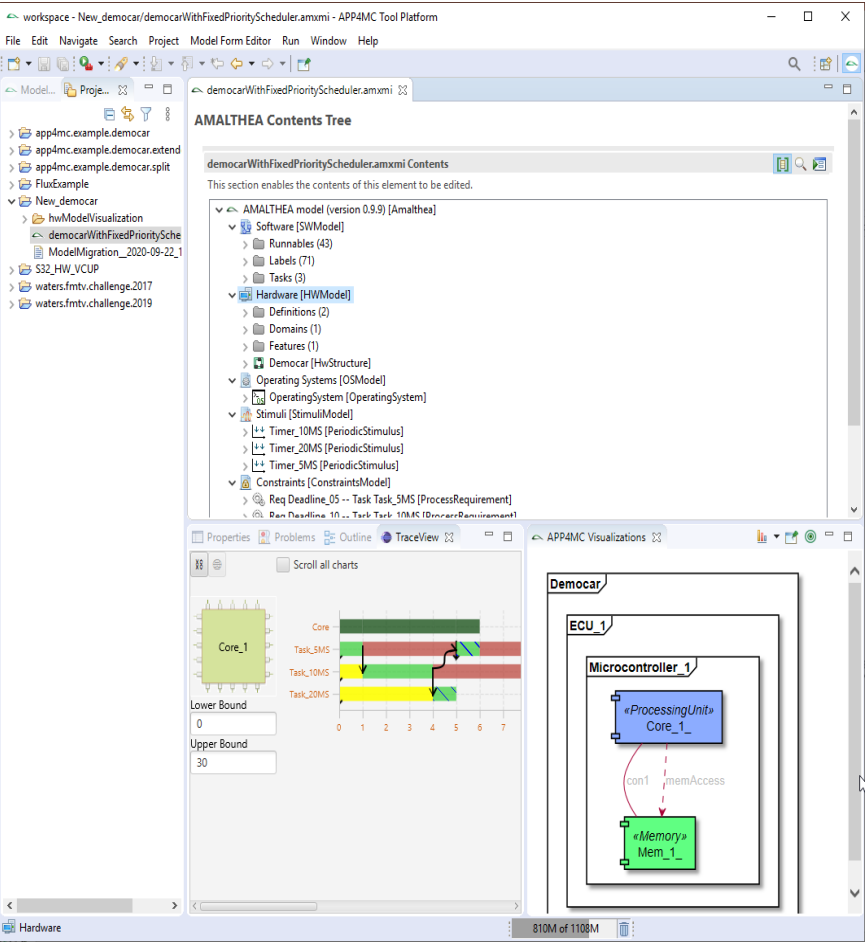 workspace - New_democar/democarWithFixedPriorityScheduler.amxmi - APP4MC Tool Platform
File Edit Navigate Search Project Model Form Editor Run Window Help
Model... Proje...
app4mc.example.democar
app4mc.example.democar.extend
app4mc.example.democar.split
FluxExample
New_democar
hwModelVisualization
democarWithFixedPrioritySche
ModelMigration__2020-09-22_1
S32_HW_VCUP
waters.fmtv.challenge.2017
waters.fmtv.challenge.2019
democarWithFixedPriorityScheduler.amxmi
AMALTHEA Contents Tree
democarWithFixedPriorityScheduler.amxmi Contents
This section enables the contents of this element to be edited.
AMALTHEA model (version 0.9.9) [Amalthea]
Software [SWModel]
Runnables (43)
Labels (71)
Tasks (3)
Hardware [HWModel]
Definitions (2)
Domains (1)
Features (1)
Democar [HwStructure]
Operating Systems [OSModel]
OperatingSystem [OperatingSystem]
Stimuli [StimuliModel]
Timer_10MS [PeriodicStimulus]
Timer_20MS [PeriodicStimulus]
Timer_5MS [PeriodicStimulus]
Constraints [ConstraintsModel]
Req Deadline_05 -- Task Task_5MS [ProcessRequirement]
Req Deadline_10 -- Task Task_10MS [ProcessRequirement]
Properties Problems Outline TraceView
Scroll all charts
Core_1
Lower Bound
0
Upper Bound
30
Core
Task_5MS
Task_10MS
Task_20MS
0 1 2 3 4 5 6 7
APP4MC Visualizations
Democar
ECU_1
Microcontroller_1
«ProcessingUnit»
Core_1_
con1 memAccess
«Memory»
Mem_1_
Hardware
810M of 1108M